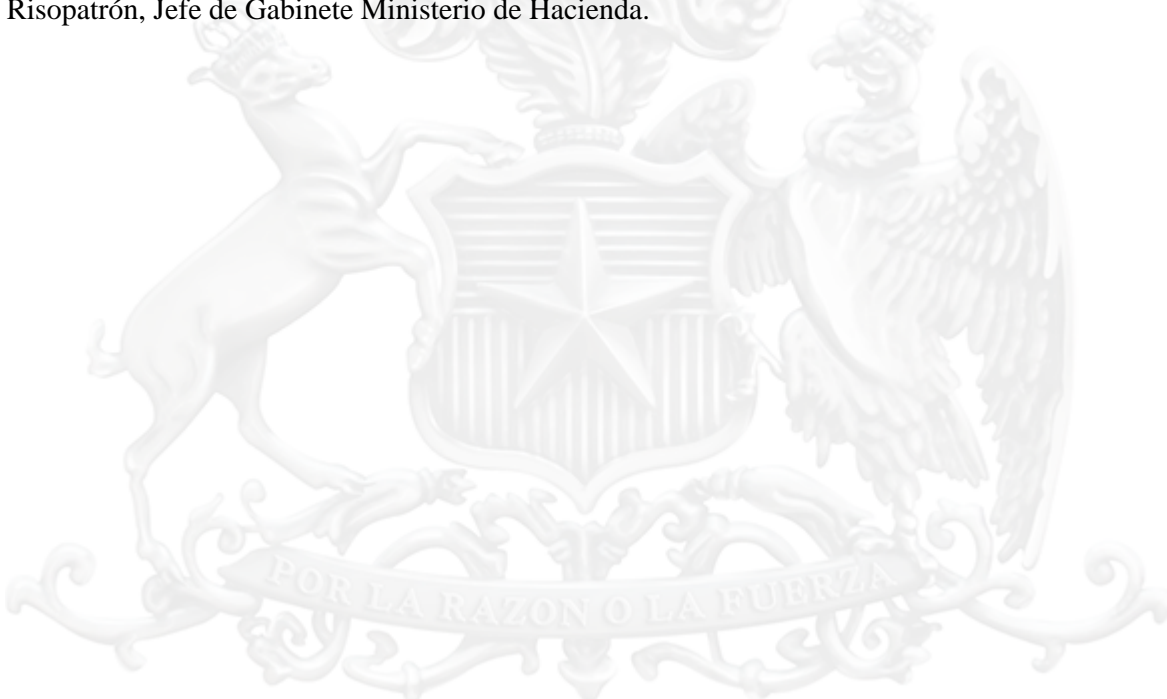 Risopatrón, Jefe de Gabinete Ministerio de Hacienda.
POR LA RAZON O LA FUERZA